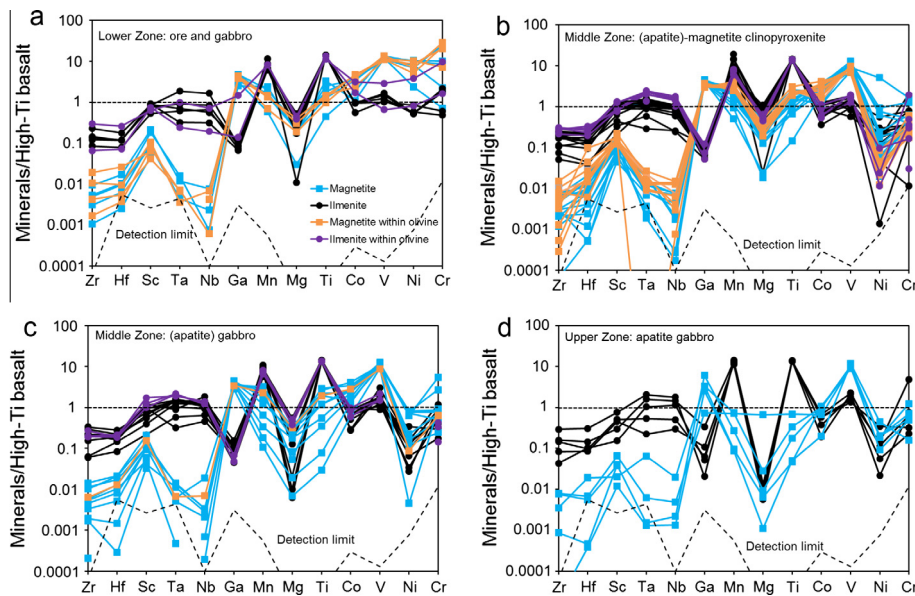 a
Lower Zone: ore and gabbro
Minerals/High-Ti basalt
100
10
1
0.1
0.01
0.001
0.0001
Magnetite
Ilmenite
Magnetite within olivine
Ilmenite within olivine
Detection limit
Zr Hf Sc Ta Nb Ga Mn Mg Ti Co V Ni Cr
b
Middle Zone: (apatite)-magnetite clinopyroxenite
Minerals/High-Ti basalt
100
10
1
0.1
0.01
0.001
0.0001
Detection limit
Zr Hf Sc Ta Nb Ga Mn Mg Ti Co V Ni Cr
c
Middle Zone: (apatite) gabbro
Minerals/High-Ti basalt
100
10
1
0.1
0.01
0.001
0.0001
Detection limit
Zr Hf Sc Ta Nb Ga Mn Mg Ti Co V Ni Cr
d
Upper Zone: apatite gabbro
Minerals/High-Ti basalt
100
10
1
0.1
0.01
0.001
0.0001
Detection limit
Zr Hf Sc Ta Nb Ga Mn Mg Ti Co V Ni Cr